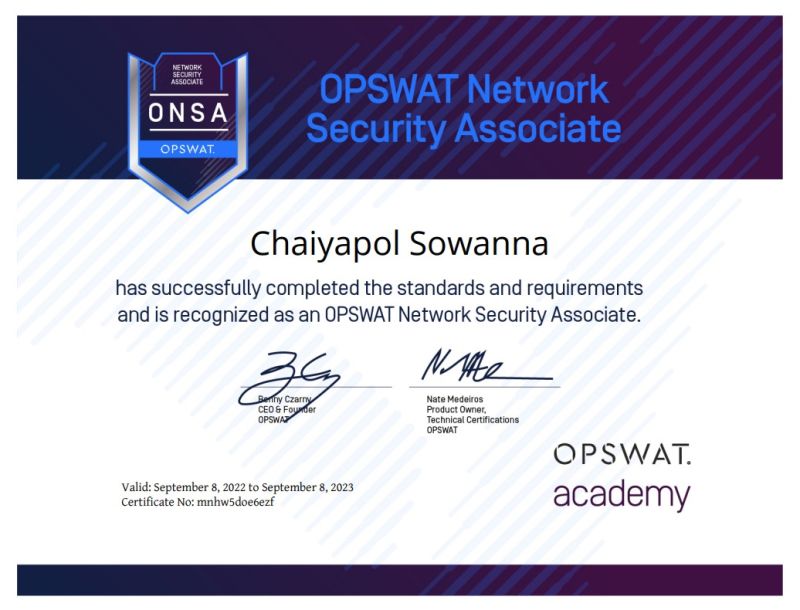 NETWORK
SECURITY
ASSOCIATE
ONSA
OPSWAT.
OPSWAT Network
Security Associate
Chaiyapol Sowanna
has successfully completed the standards and requirements
and is recognized as an OPSWAT Network Security Associate.
Benny Czarny
CEO & Founder
OPSWAT
Nate Medeiros
Product Owner,
Technical Certifications
OPSWAT
OPSWAT.
academy
Valid: September 8, 2022 to September 8, 2023
Certificate No: mnhw5doe6ezf